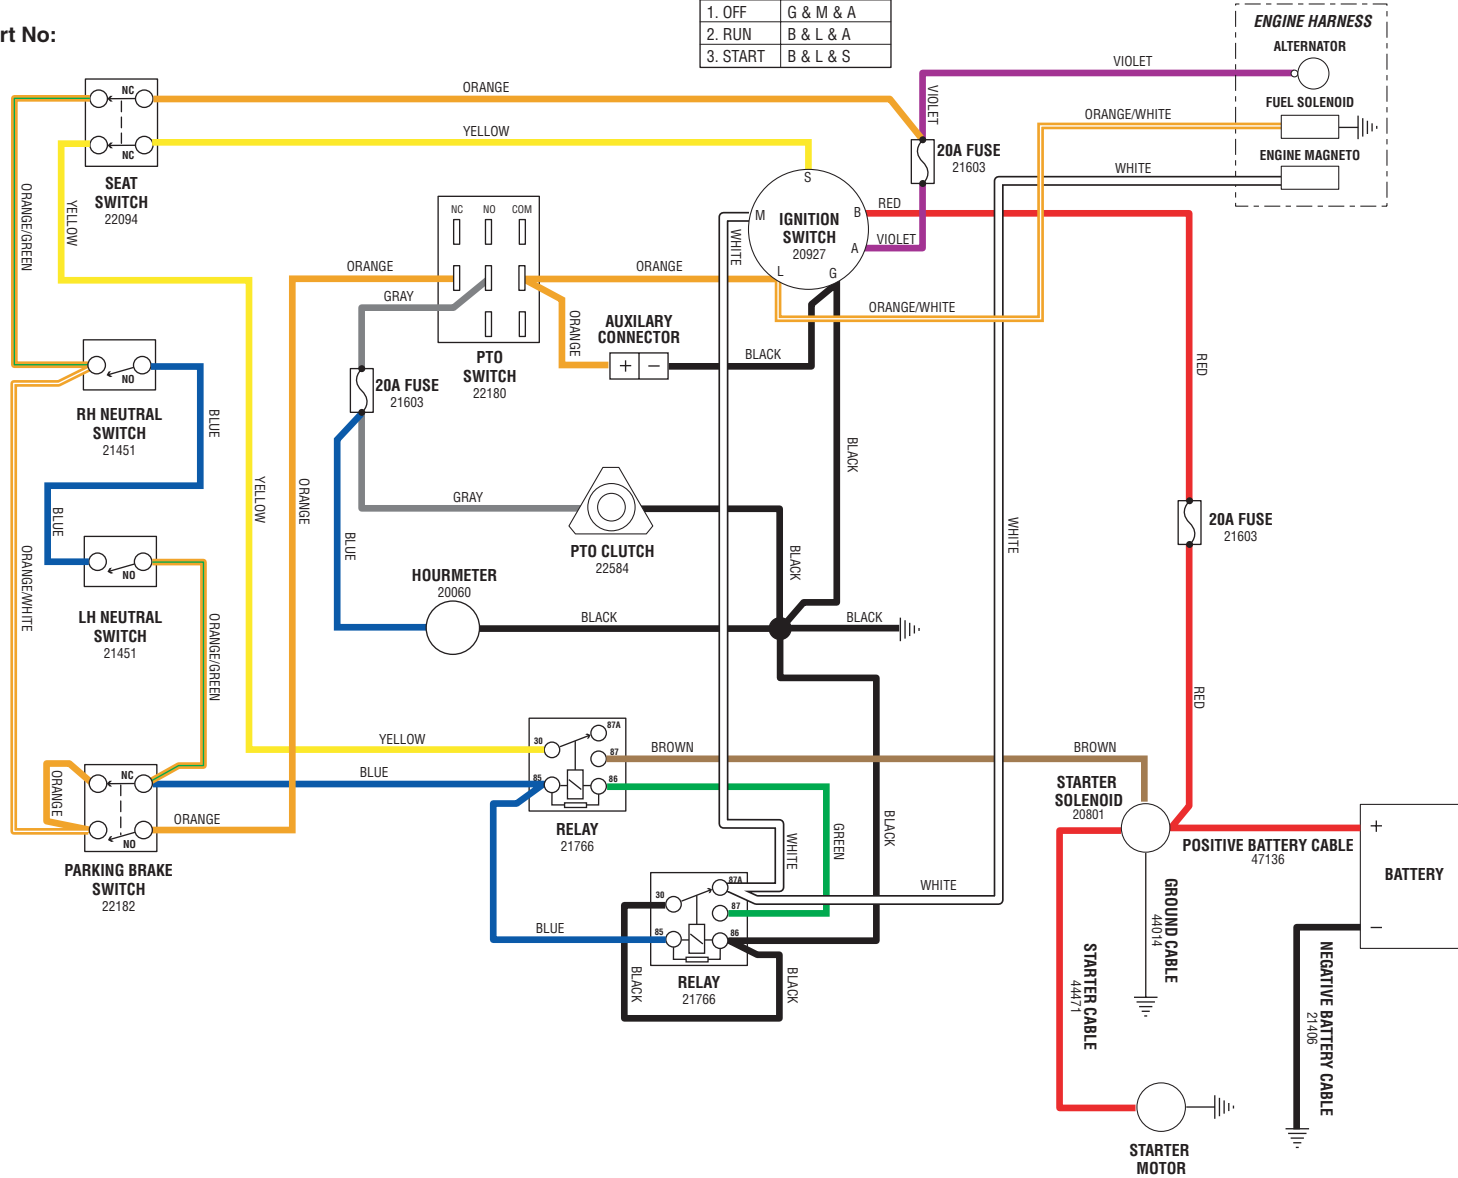 rt No:
1. OFF G & M & A
2. RUN B & L & A
3. START B & L & S
ENGINE HARNESS
ALTERNATOR
FUEL SOLENOID
ENGINE MAGNETO
VIOLET
VIOLET
ORANGE/WHITE
WHITE
ORANGE
YELLOW
NC
NC
SEAT
SWITCH
22094
ORANGE/GREEN
YELLOW
20A FUSE
21603
NC NO COM
S
M
B
A
L
G
IGNITION
SWITCH
20927
RED
VIOLET
WHITE
ORANGE
ORANGE
GRAY
ORANGE/WHITE
ORANGE
AUXILARY
CONNECTOR
+ −
BLACK
PTO
SWITCH
22180
20A FUSE
21603
RED
NO
RH NEUTRAL
SWITCH
21451
BLUE
BLACK
YELLOW
ORANGE
GRAY
BLUE
BLUE
PTO CLUTCH
22584
BLACK
WHITE
20A FUSE
21603
NO
LH NEUTRAL
SWITCH
21451
ORANGE/WHITE
ORANGE/GREEN
HOURMETER
20060
BLACK
BLACK
RED
YELLOW
30
87A
87
85
86
BROWN
BROWN
BLUE
RELAY
21766
NC
NO
ORANGE
ORANGE
PARKING BRAKE
SWITCH
22182
STARTER
SOLENOID
20801
GREEN
BLACK
WHITE
POSITIVE BATTERY CABLE
47136
+
BATTERY
−
30
87A
87
85
86
WHITE
BLUE
RELAY
21766
BLACK
BLACK
GROUND CABLE
44014
STARTER CABLE
44471
NEGATIVE BATTERY CABLE
21406
STARTER
MOTOR